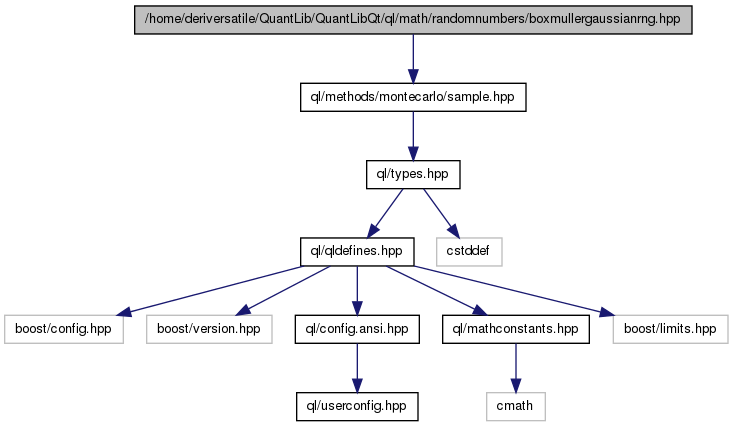 /home/deriversatile/QuantLib/QuantLibQt/ql/math/randomnumbers/boxmullergaussianrng.hpp
ql/methods/montecarlo/sample.hpp
ql/types.hpp
ql/qldefines.hpp
cstddef
boost/config.hpp
boost/version.hpp
ql/config.ansi.hpp
ql/mathconstants.hpp
boost/limits.hpp
ql/userconfig.hpp
cmath